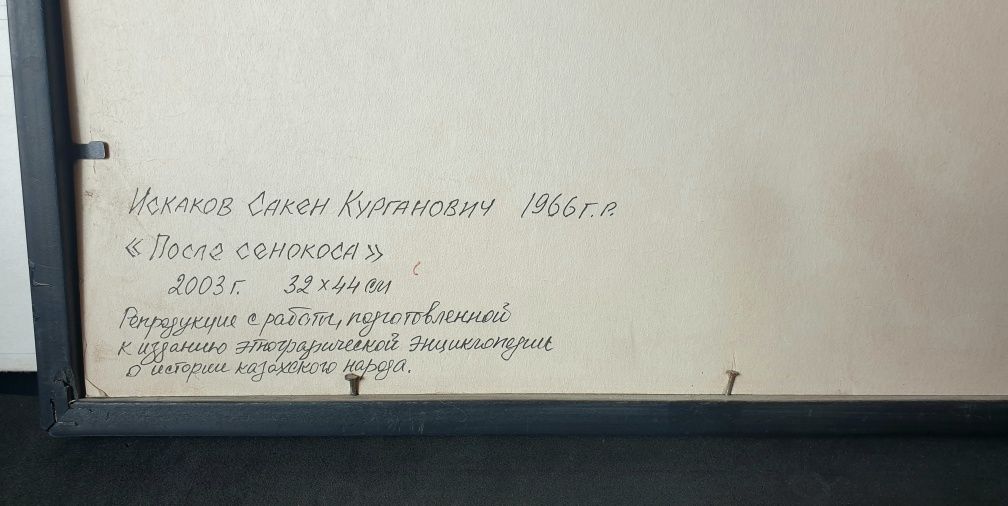 Искаков Сакен Курганович 1966 г.р.
«После сенокоса»
2003 г. 32×44 см
Репродукция с работы, подготовленной
к изданию этнографической энциклопедии
о истории казахского народа.